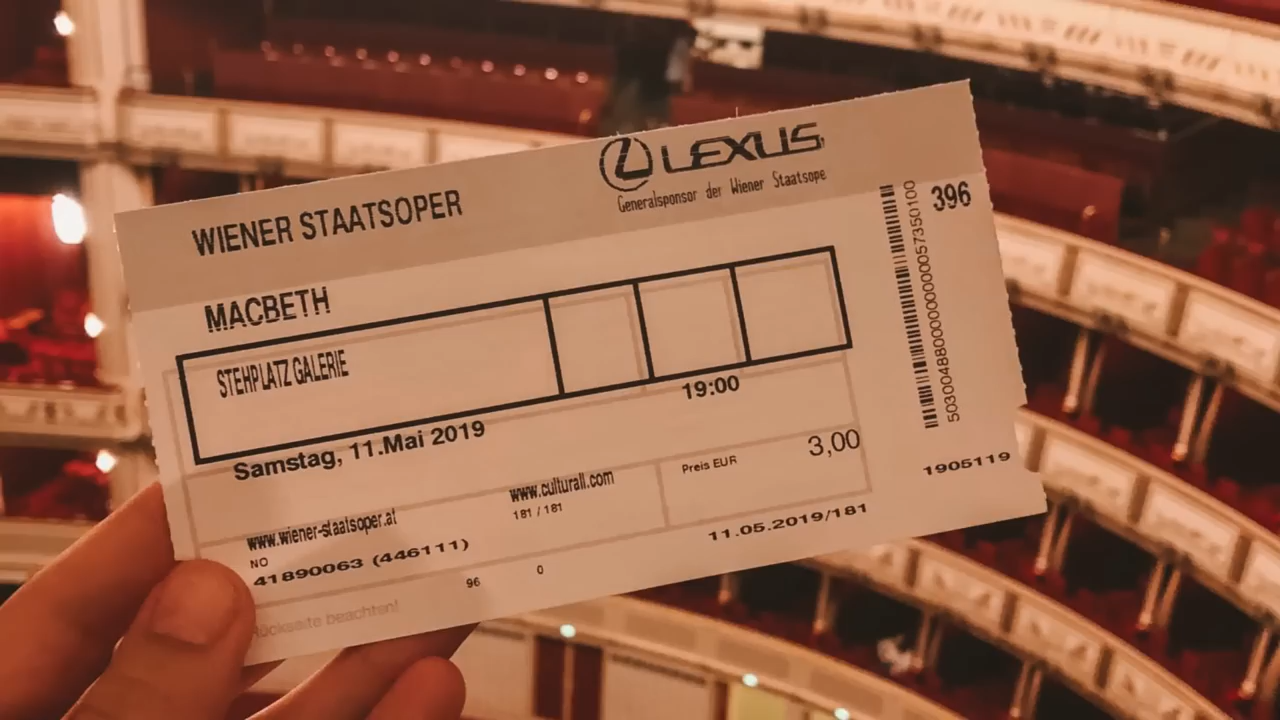 LEXUS
WIENER STAATSOPER
Generalsponsor der Wiener Staatsope
396
MACBETH
STEHPLATZ GALERIE
19:00
Samstag, 11.Mai 2019
Preis EUR 3,00
www.culturall.com
181 / 181
www.wiener-staatsoper.at
NO
41890063 (446111)
11.05.2019/181
1905119
96 0
Rückseite beachten!